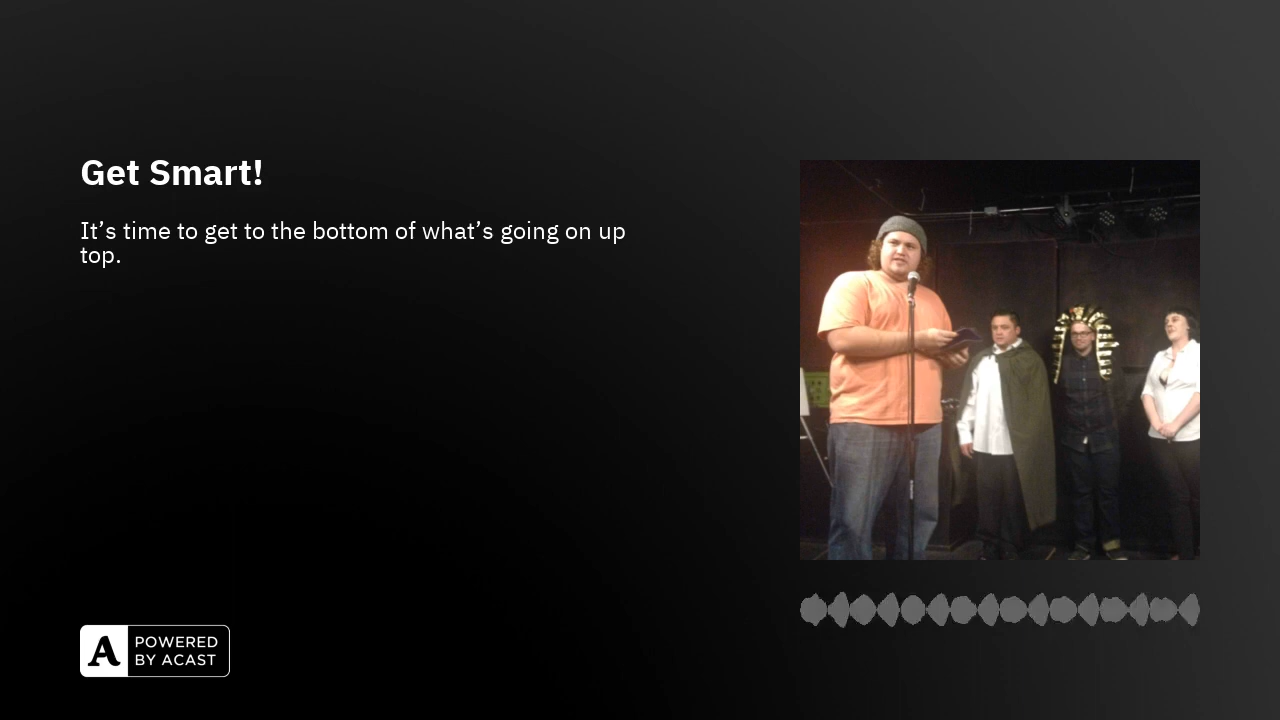 Get Smart!
It’s time to get to the bottom of what’s going on up
top.
A POWERED
BY ACAST